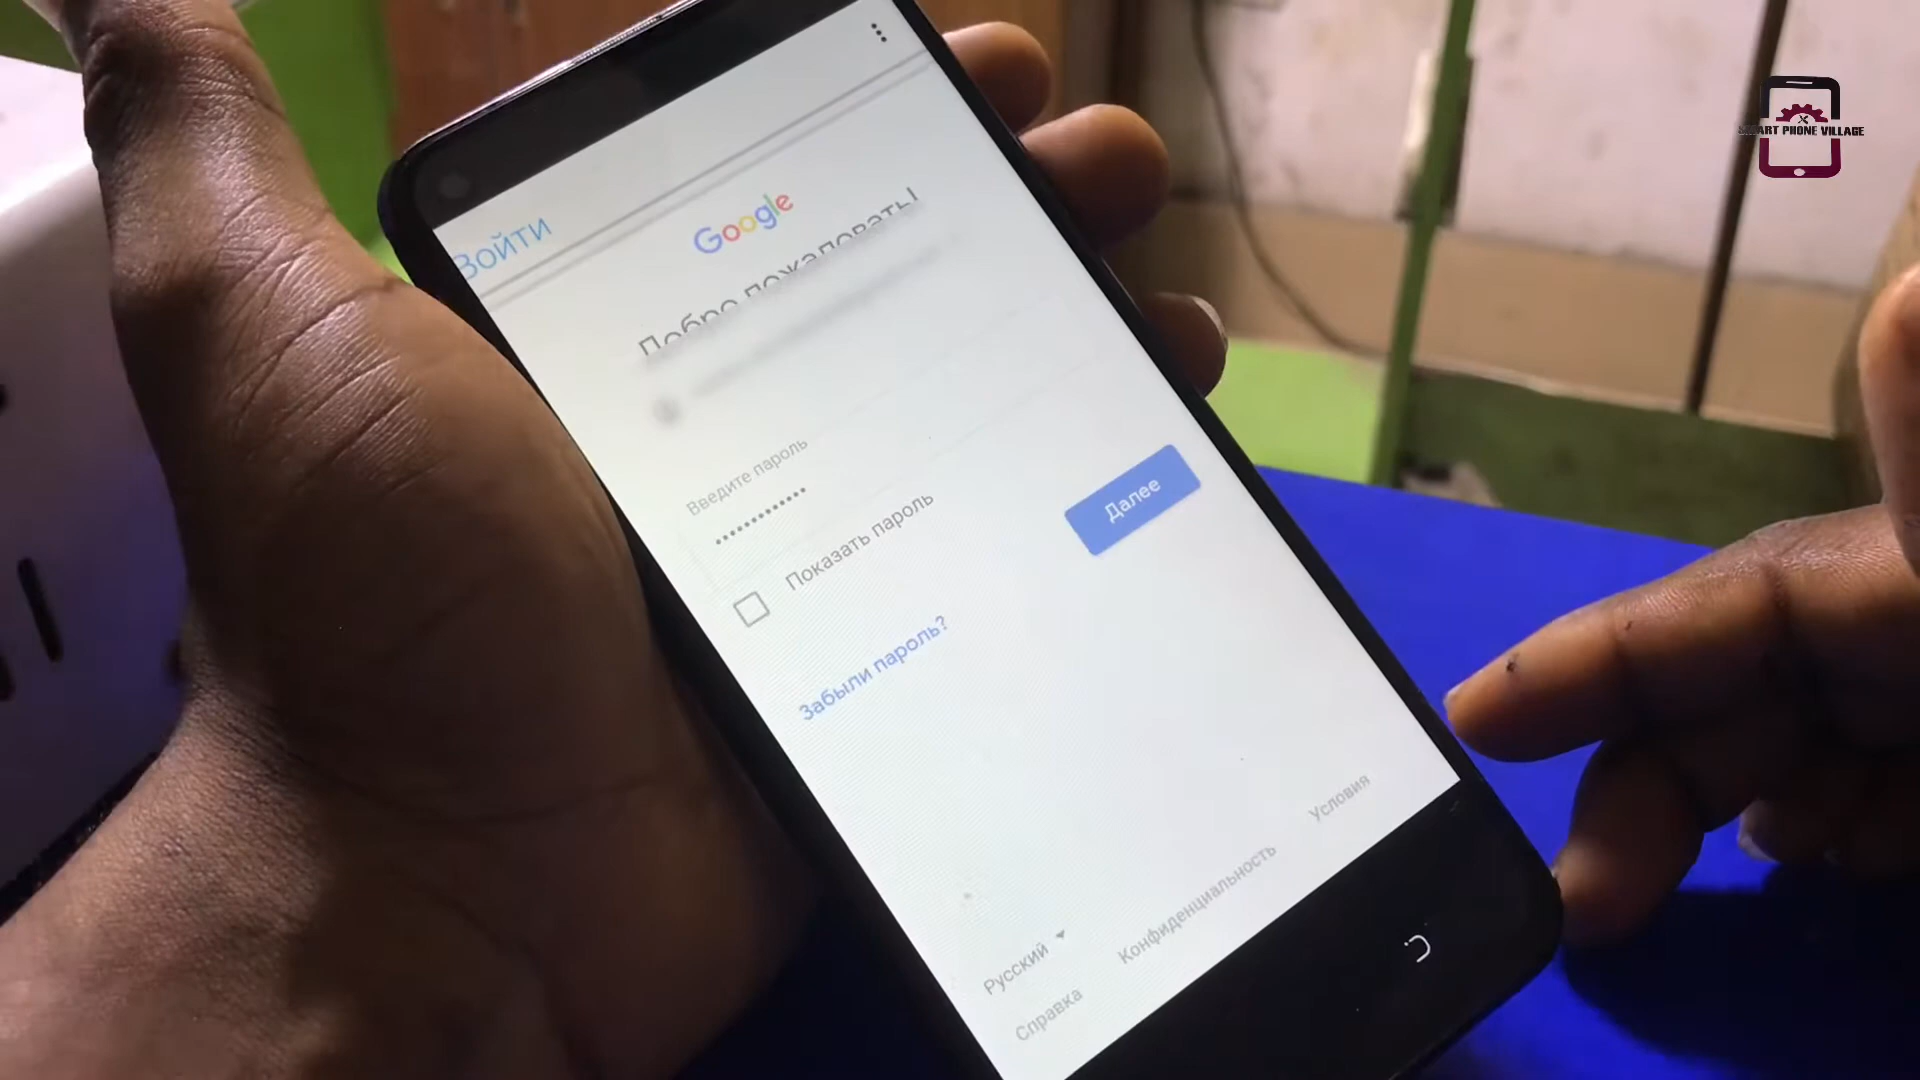 Войти
Google
Добро пожаловать!
Введите пароль
••••••••••••
Показать пароль
Далее
Забыли пароль?
Русский
Конфиденциальность
Условия
Справка
SMART PHONE VILLAGE